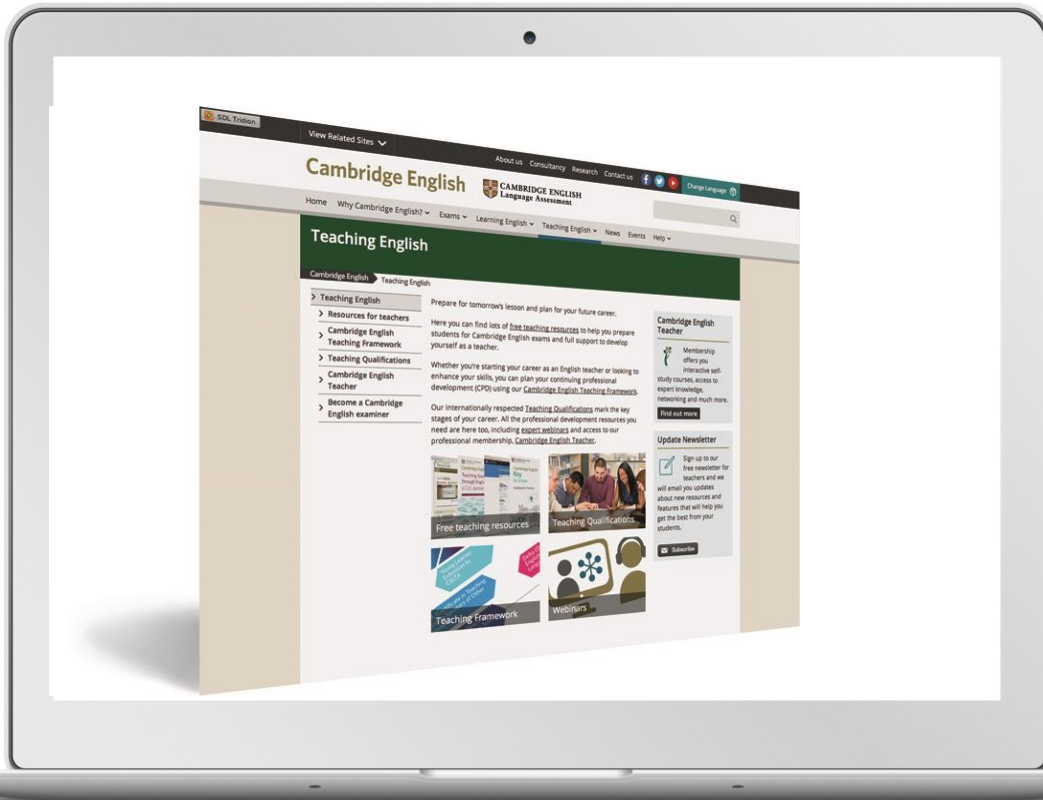 SDL Tridion
View Related Sites
About us Consultancy Research Contact us
Change Language
Cambridge English
CAMBRIDGE ENGLISH
Language Assessment
Home Why Cambridge English? Exams Learning English Teaching English News Events Help
Teaching English
Cambridge English Teaching English
Teaching English
Resources for teachers
Cambridge English
Teaching Framework
Teaching Qualifications
Cambridge English
Teacher
Become a Cambridge
English examiner
Prepare for tomorrow's lesson and plan for your future career.
Here you can find lots of free teaching resources to help you prepare
students for Cambridge English exams and full support to develop
yourself as a teacher.
Whether you're starting your career as an English teacher or looking to
enhance your skills, you can plan your continuing professional
development (CPD) using our Cambridge English Teaching Framework.
Our internationally respected Teaching Qualifications mark the key
stages of your career. All the professional development resources you
need are here too, including expert webinars and access to our
professional membership, Cambridge English Teacher.
Free teaching resources
Teaching Qualifications
Teaching Framework
Webinars
Cambridge English
Teacher
Membership
offers you
interactive self-
study courses, access to
expert knowledge,
networking and much more.
Find out more
Update Newsletter
Sign up to our
free newsletter for
teachers and we
will email you updates
about new resources and
features that will help you
get the best from your
students.
Subscribe